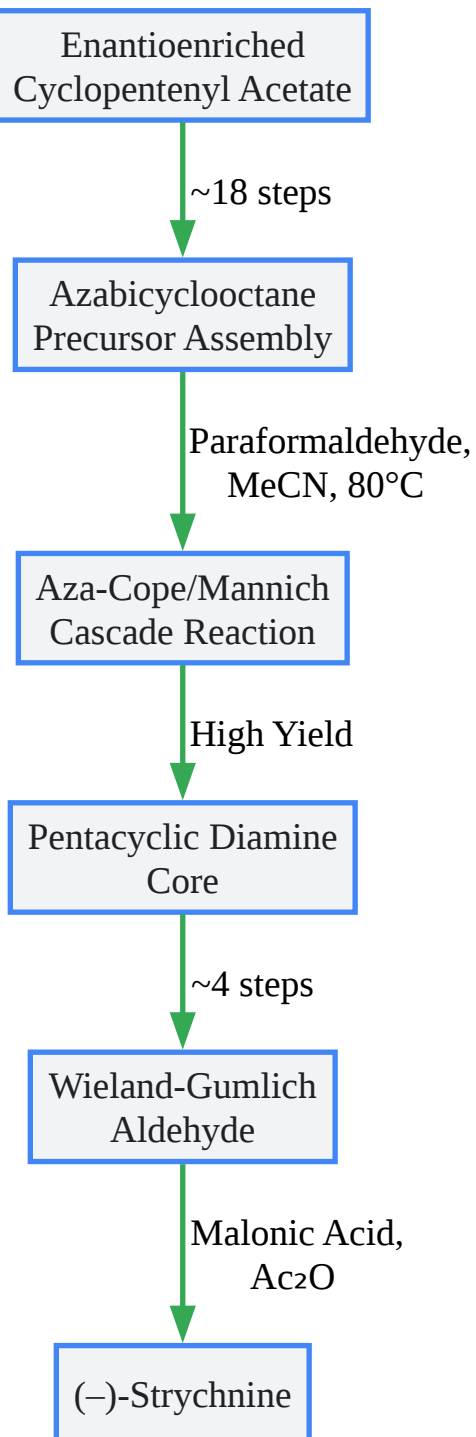 Enantioenriched
Cyclopentenyl Acetate
~18 steps
Azabicyclooctane
Precursor Assembly
Paraformaldehyde,
MeCN, 80°C
Aza-Cope/Mannich
Cascade Reaction
High Yield
Pentacyclic Diamine
Core
~4 steps
Wieland-Gumlich
Aldehyde
Malonic Acid,
Ac₂O
(–)-Strychnine